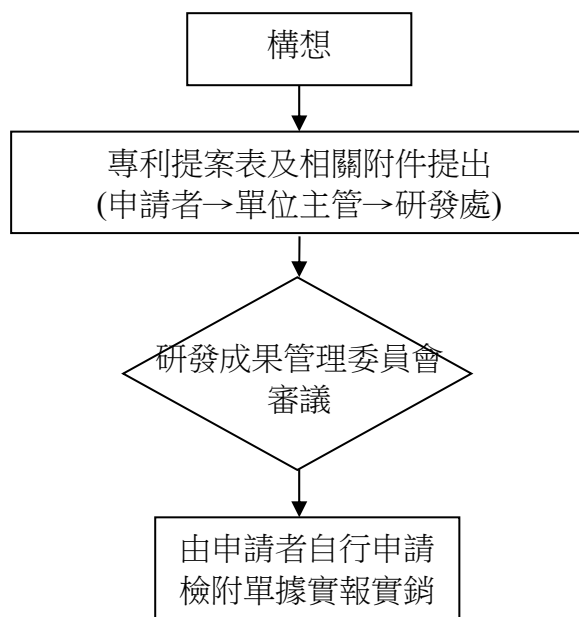 構想
專利提案表及相關附件提出
(申請者→單位主管→研發處)
研發成果管理委員會
審議
由申請者自行申請
檢附單據實報實銷